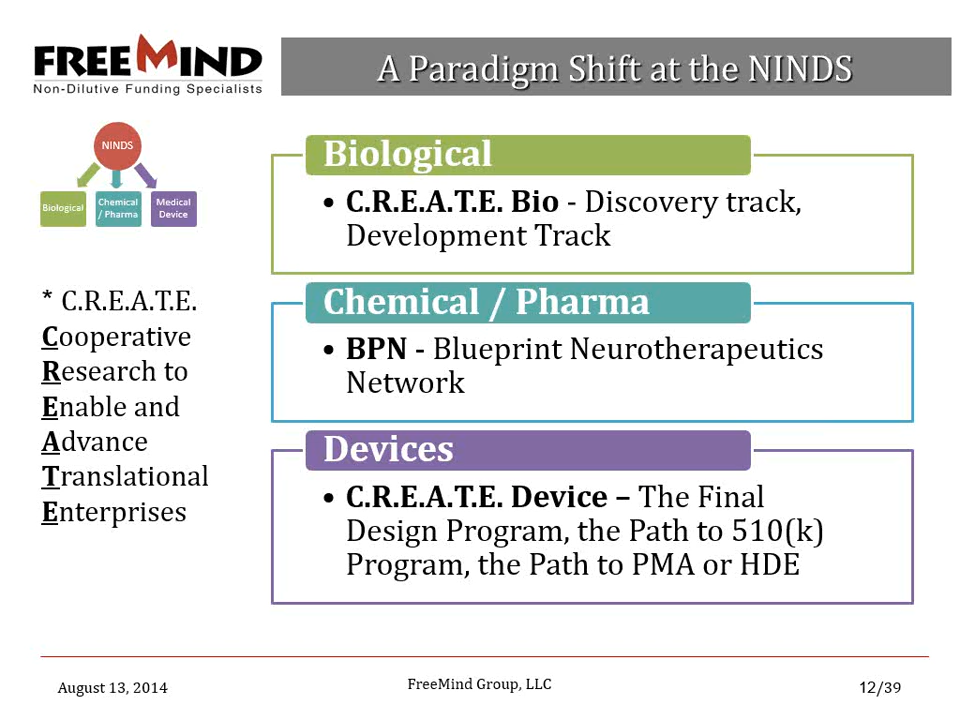 FREEMIND
Non-Dilutive Funding Specialists
A Paradigm Shift at the NINDS
NINDS
Biological
Chemical
/ Pharma
Medical
Device
* C.R.E.A.T.E.
Cooperative
Research to
Enable and
Advance
Translational
Enterprises
Biological
• C.R.E.A.T.E. Bio - Discovery track,
Development Track
Chemical / Pharma
• BPN - Blueprint Neurotherapeutics
Network
Devices
• C.R.E.A.T.E. Device – The Final
Design Program, the Path to 510(k)
Program, the Path to PMA or HDE
August 13, 2014
FreeMind Group, LLC
12/39